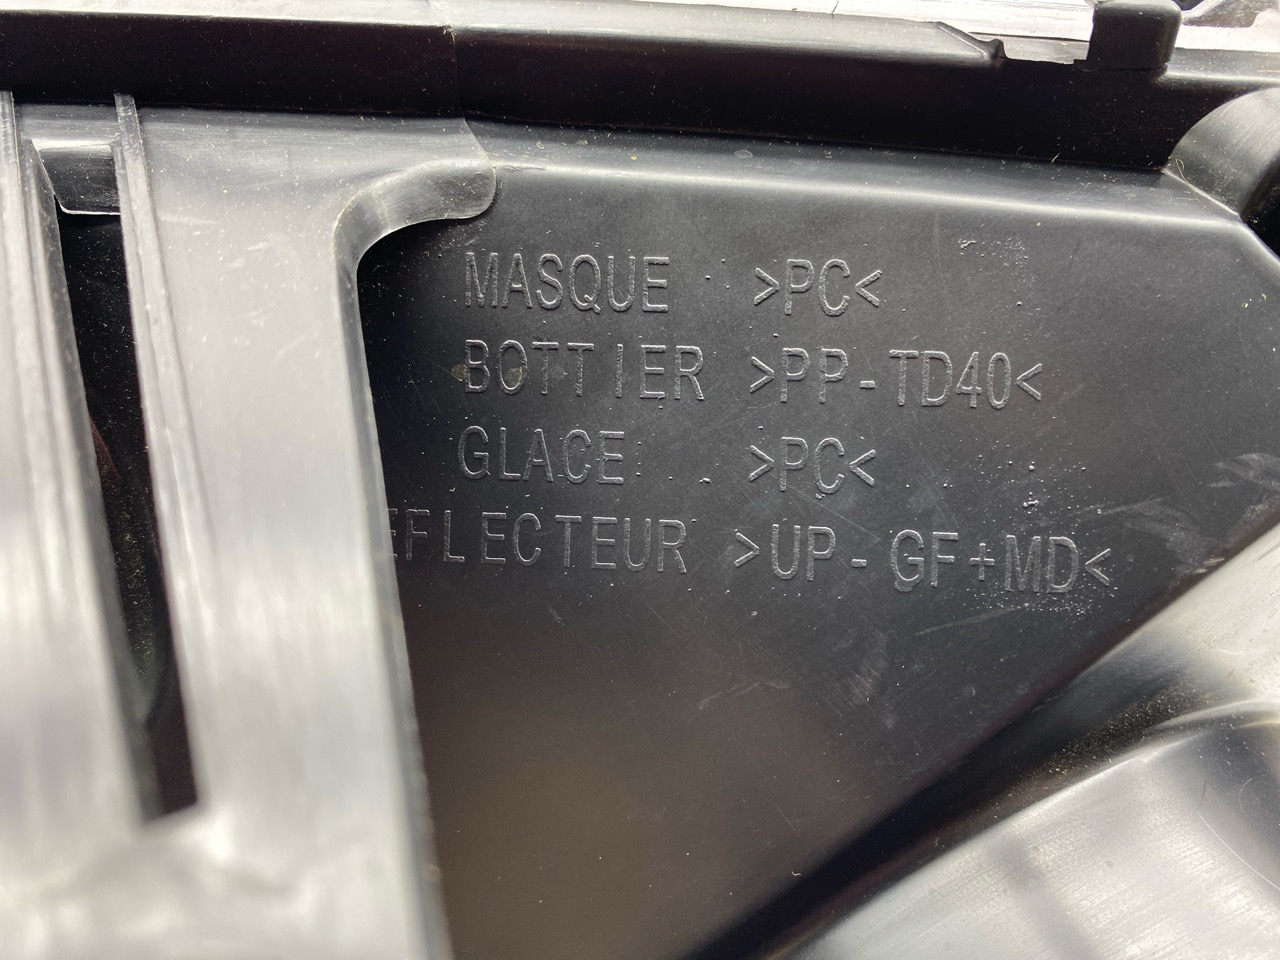 MASQUE >PC<
BOTTIER >PP-TD40<
GLACE >PC<
EFLECTEUR >UP-GF+MD<